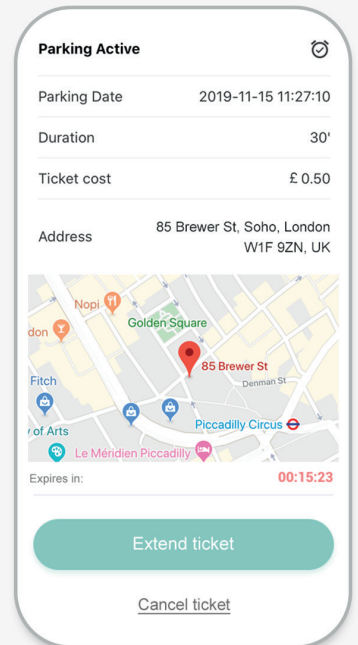 Parking Active
Parking Date 2019-11-15 11:27:10
Duration 30'
Ticket cost £ 0.50
Address 85 Brewer St, Soho, London
W1F 9ZN, UK
Nopi
Golden Square
don
85 Brewer St
Denman St
Fitch
Piccadilly Circus
of Arts
Le Méridien Piccadilly
Expires in: 00:15:23
Extend ticket
Cancel ticket